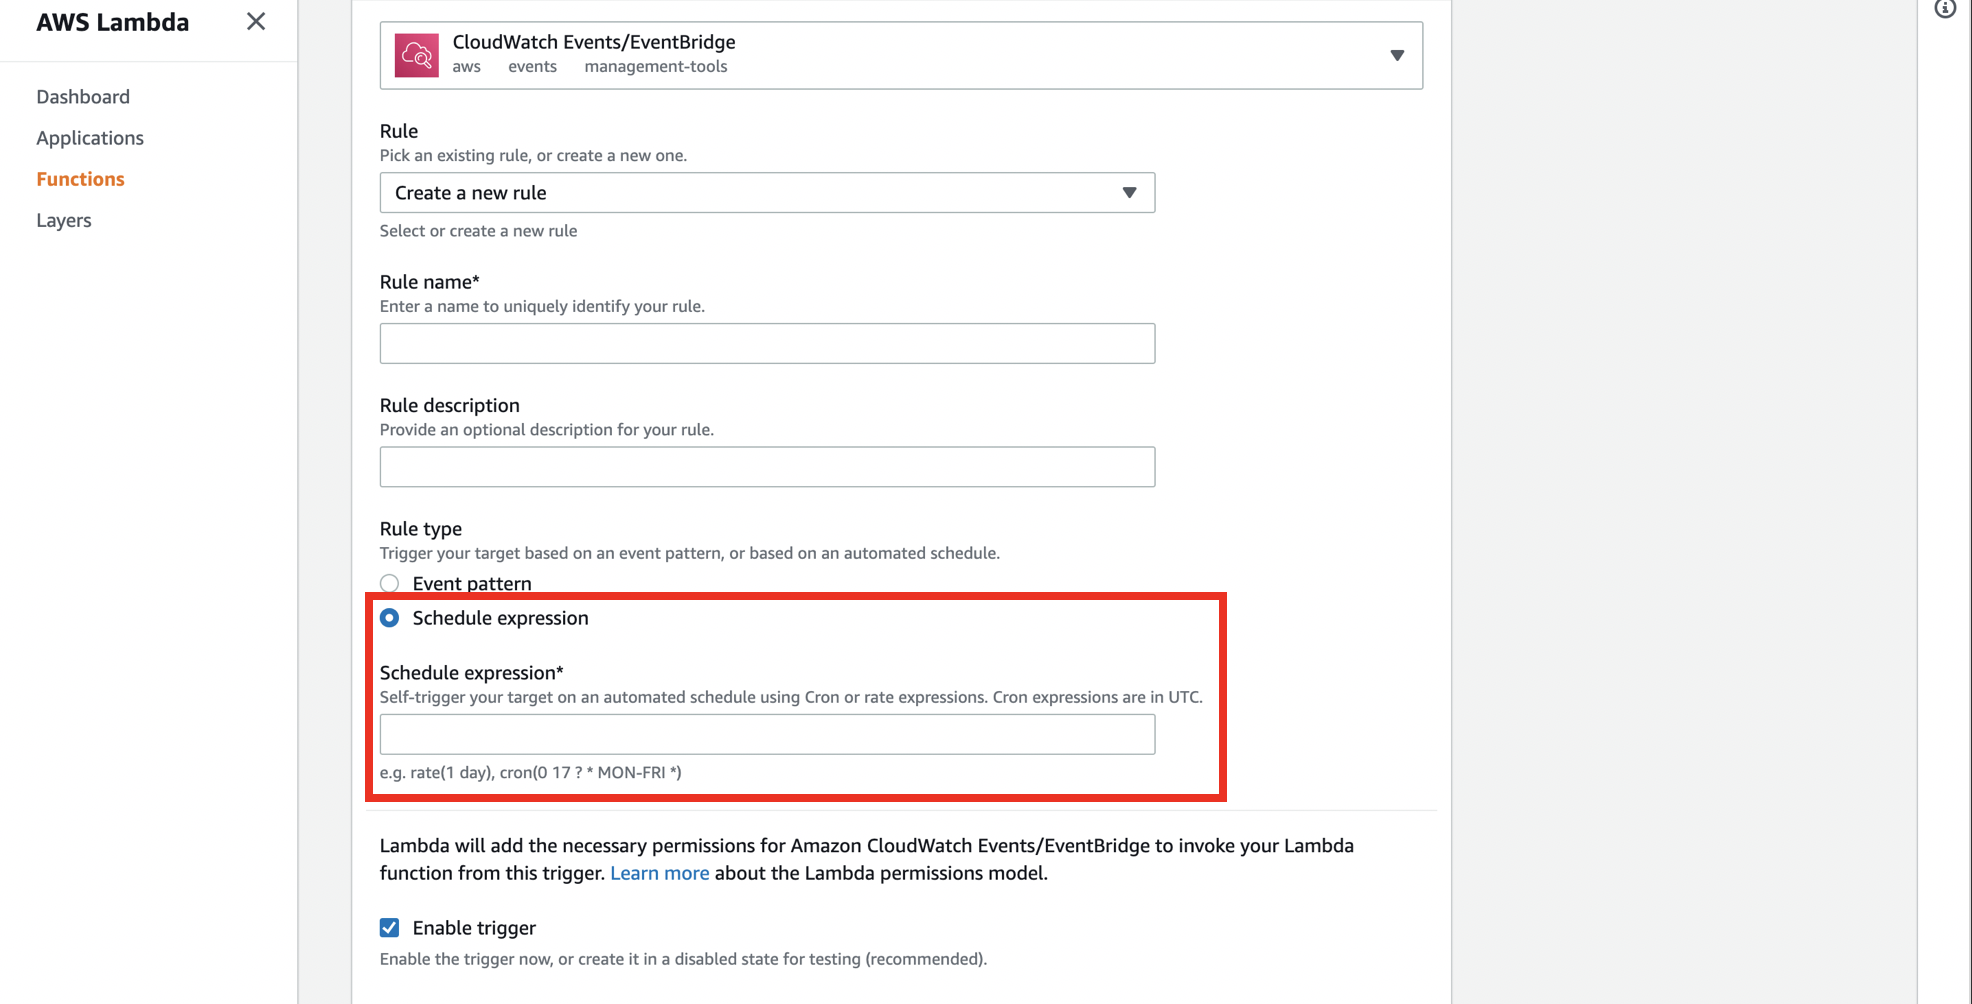 AWS Lambda
Dashboard
Applications
Functions
Layers
CloudWatch Events/EventBridge
aws events management-tools
Rule
Pick an existing rule, or create a new one.
Create a new rule
Select or create a new rule
Rule name*
Enter a name to uniquely identify your rule.
Rule description
Provide an optional description for your rule.
Rule type
Trigger your target based on an event pattern, or based on an automated schedule.
Event pattern
Schedule expression
Schedule expression*
Self-trigger your target on an automated schedule using Cron or rate expressions. Cron expressions are in UTC.
e.g. rate(1 day), cron(0 17 ? * MON-FRI *)
Lambda will add the necessary permissions for Amazon CloudWatch Events/EventBridge to invoke your Lambda
function from this trigger. Learn more about the Lambda permissions model.
Enable trigger
Enable the trigger now, or create it in a disabled state for testing (recommended).